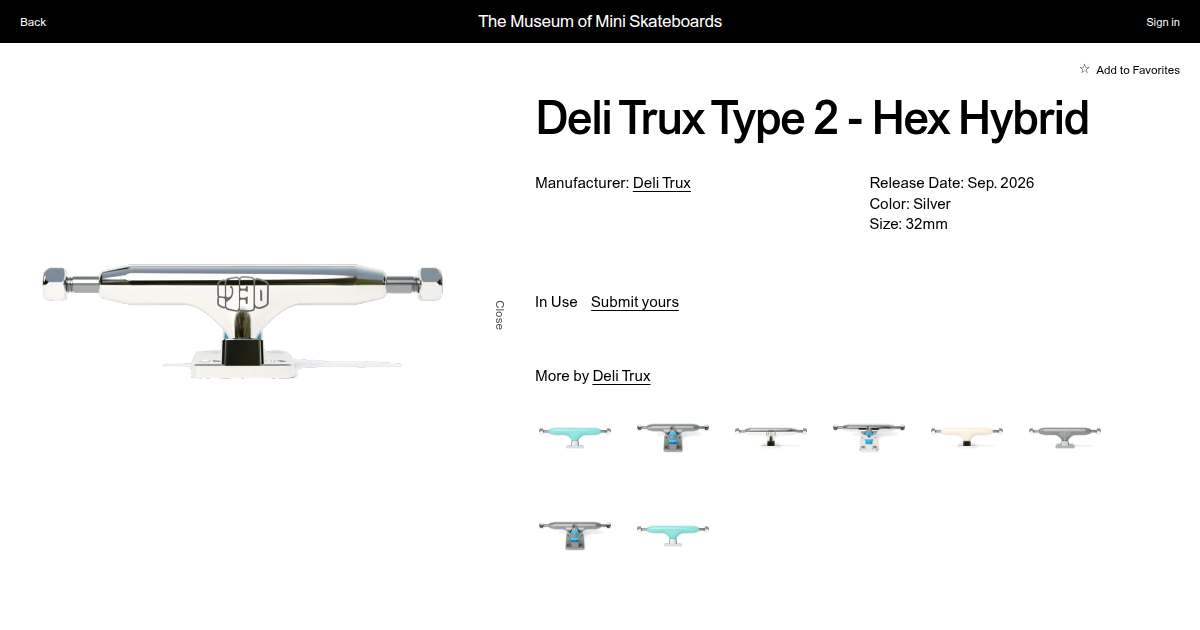 Back
The Museum of Mini Skateboards
Sign in
☆ Add to Favorites
Deli Trux Type 2 - Hex Hybrid
Manufacturer: Deli Trux
Release Date: Sep. 2026
Color: Silver
Size: 32mm
Close
In Use Submit yours
More by Deli Trux